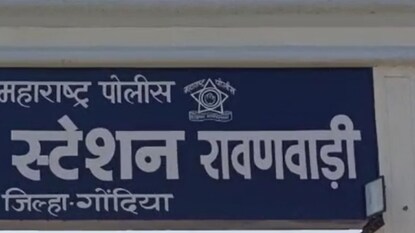 महाराष्ट्र पोलीस
स्टेशन रावणवाडी
जिल्हा-गोंदिया